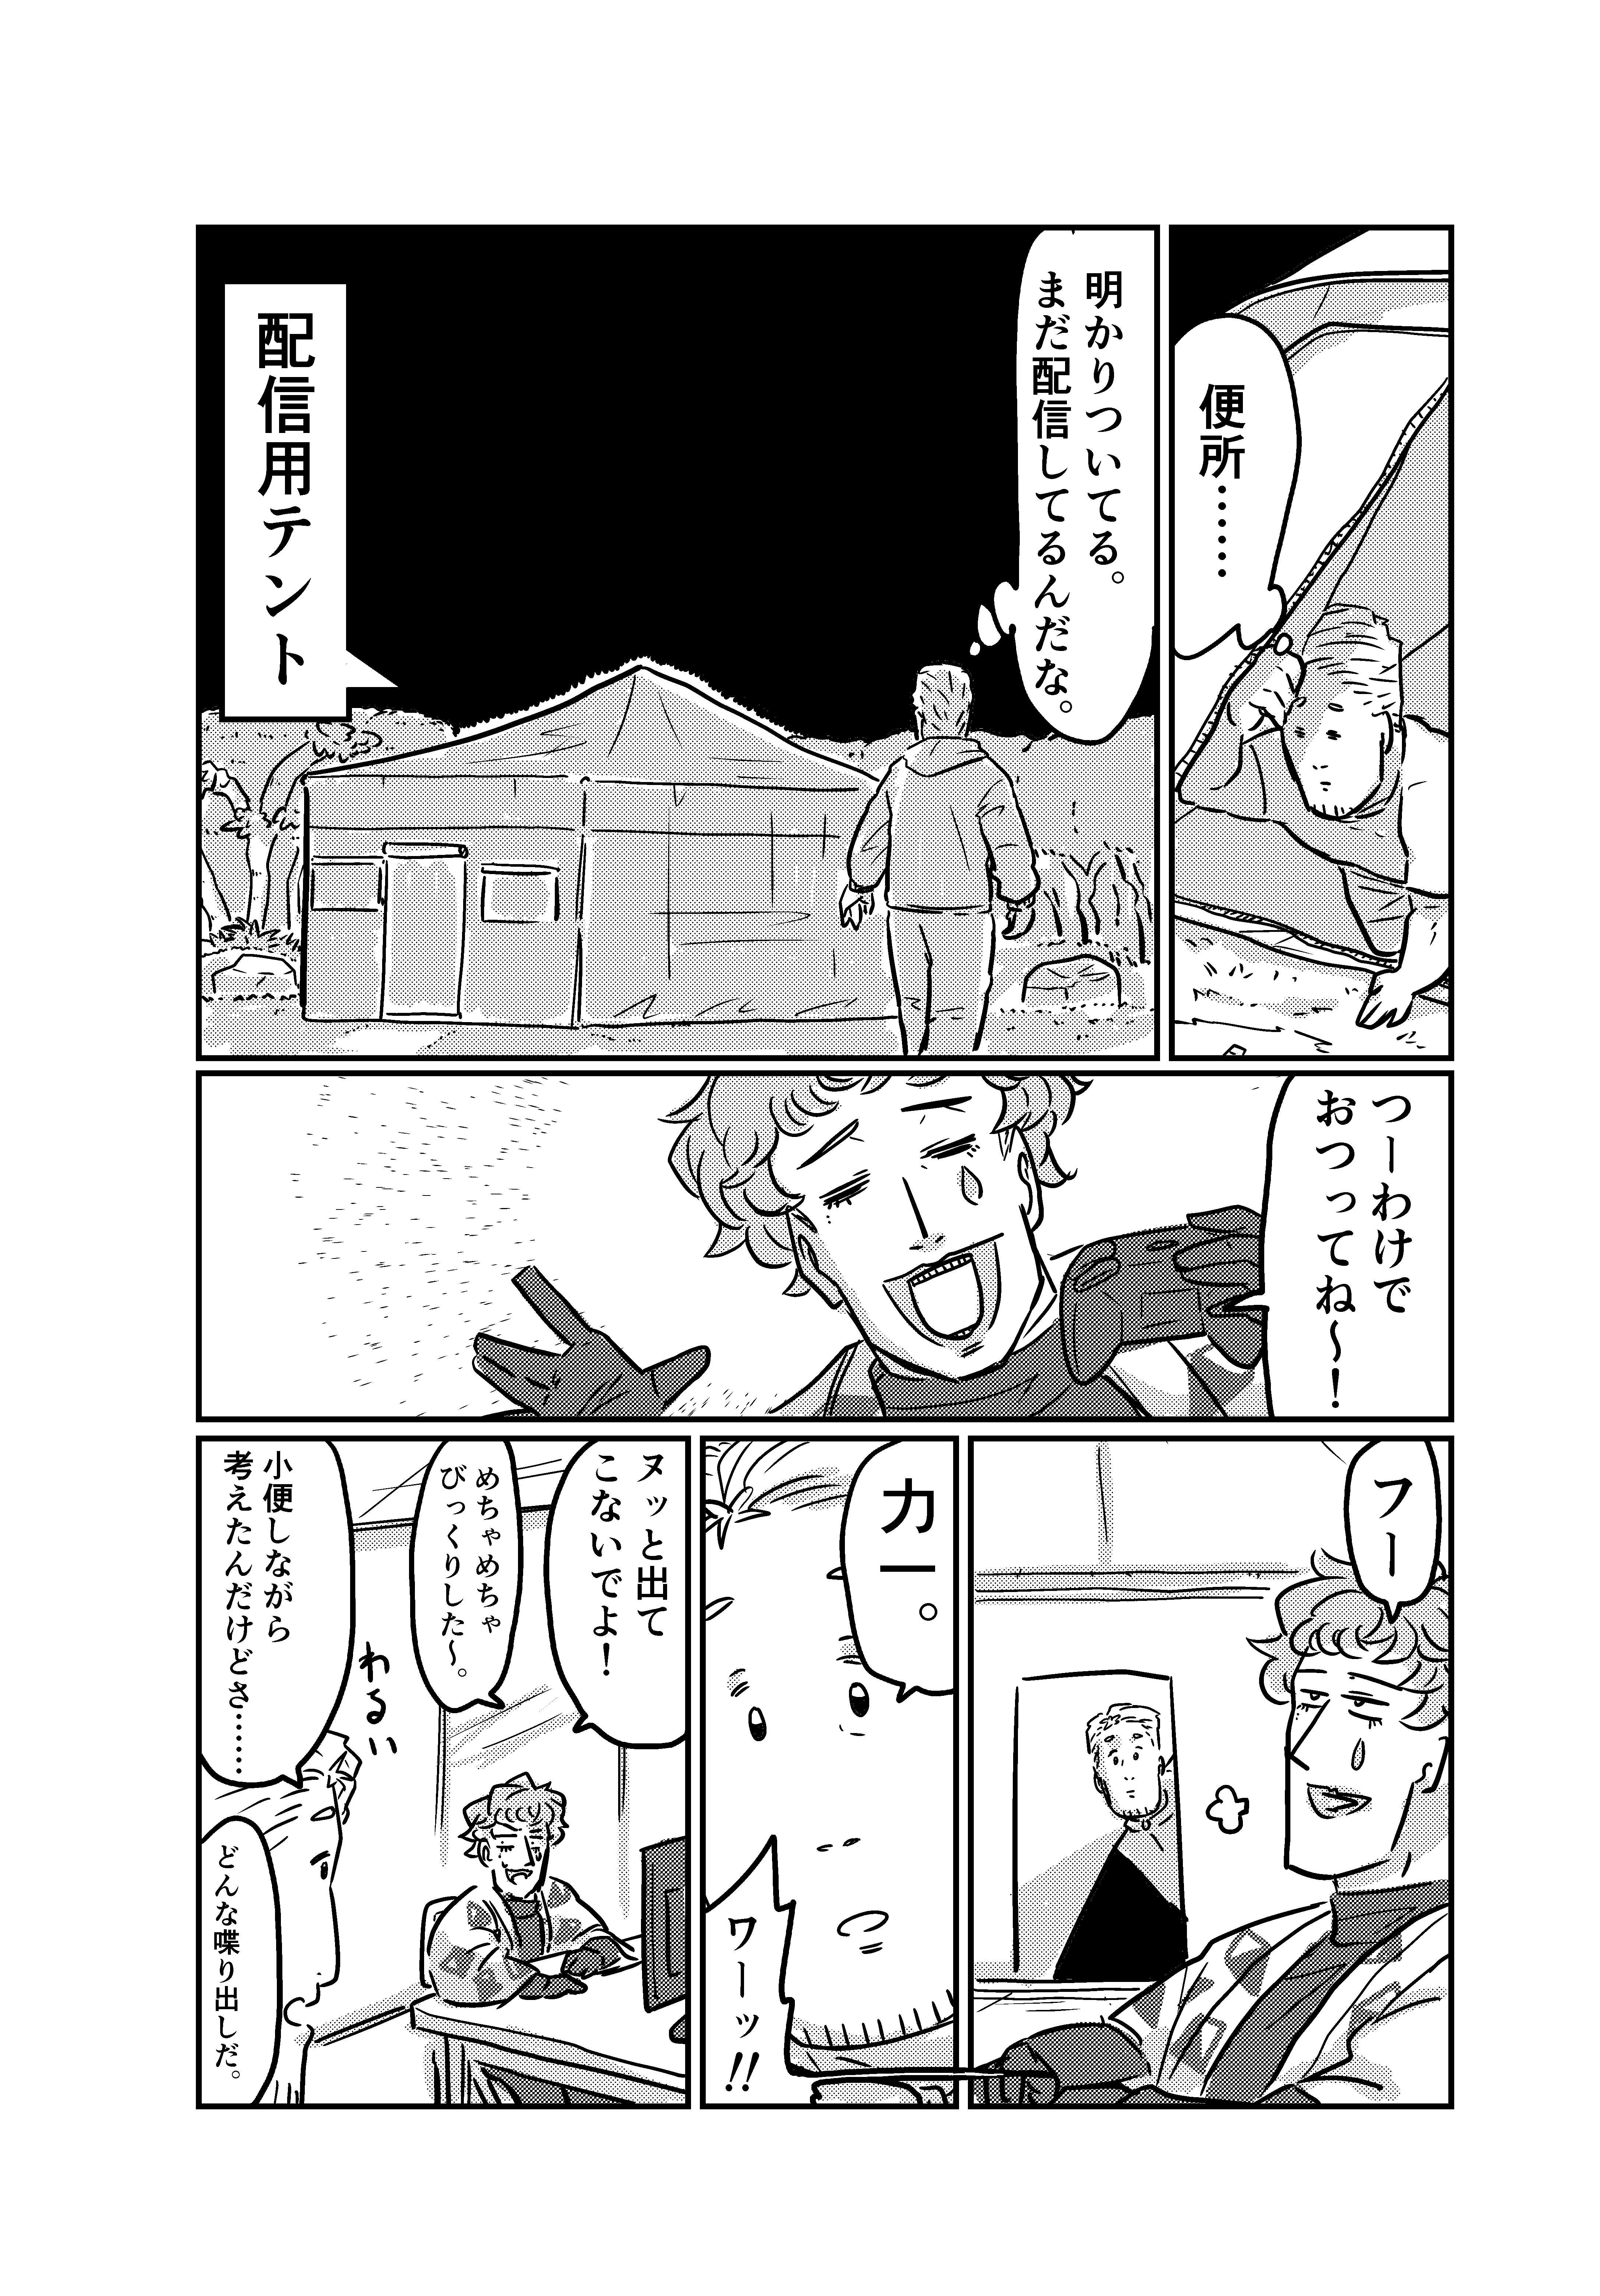 便所……
明かりついてる。
まだ配信してるんだな。
配信用テント
つーわけで
おつってね〜！
フー
カー。
ワーッ!!
ヌッと出て
こないでよ！
めちゃめちゃ
びっくりした〜。
わるい
小便しながら
考えたんだけどさ……
どんな喋り出しだ。